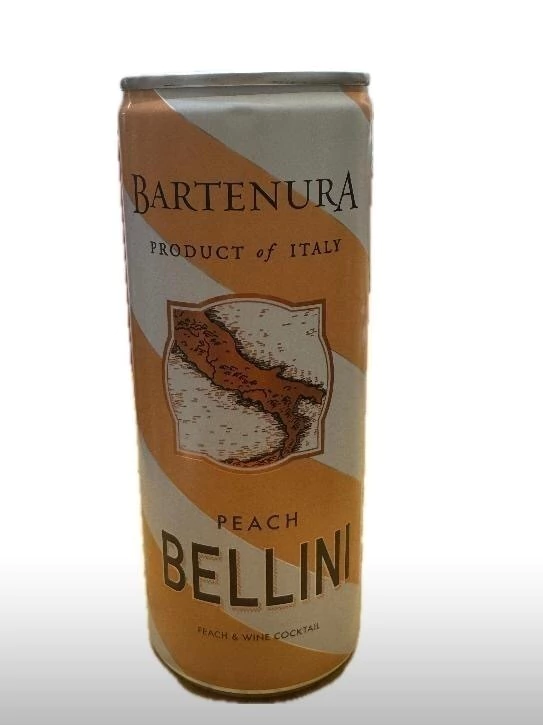 BARTENURA
PRODUCT of ITALY
PEACH
BELLINI
PEACH & WINE COCKTAIL